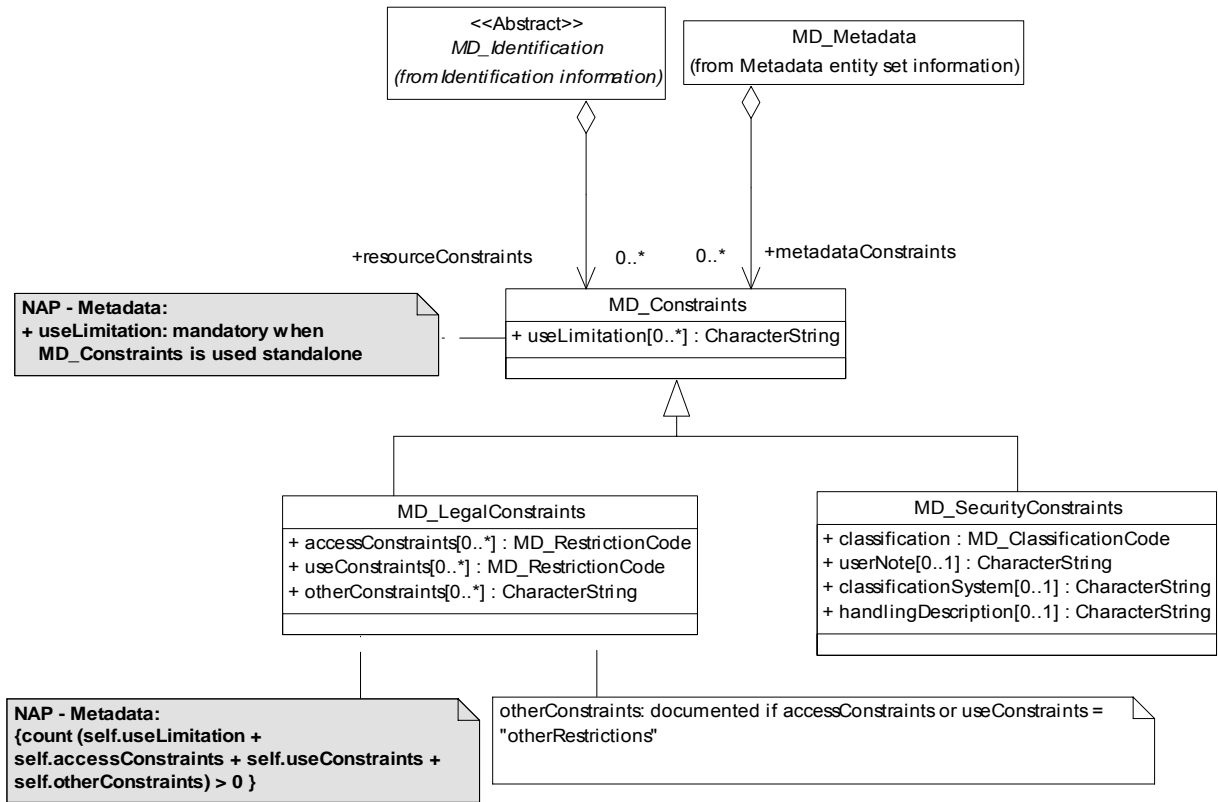 <<Abstract>>
MD_Identification
(from Identification information)
MD_Metadata
(from Metadata entity set information)
+resourceConstraints
0..*
0..*
+metadataConstraints
NAP - Metadata:
+ useLimitation: mandatory when
MD_Constraints is used standalone
MD_Constraints
+ useLimitation[0..*] : CharacterString
MD_LegalConstraints
+ accessConstraints[0..*] : MD_RestrictionCode
+ useConstraints[0..*] : MD_RestrictionCode
+ otherConstraints[0..*] : CharacterString
MD_SecurityConstraints
+ classification : MD_ClassificationCode
+ userNote[0..1] : CharacterString
+ classificationSystem[0..1] : CharacterString
+ handlingDescription[0..1] : CharacterString
NAP - Metadata:
{count (self.useLimitation +
self.accessConstraints + self.useConstraints +
self.otherConstraints) > 0 }
otherConstraints: documented if accessConstraints or useConstraints =
"otherRestrictions"